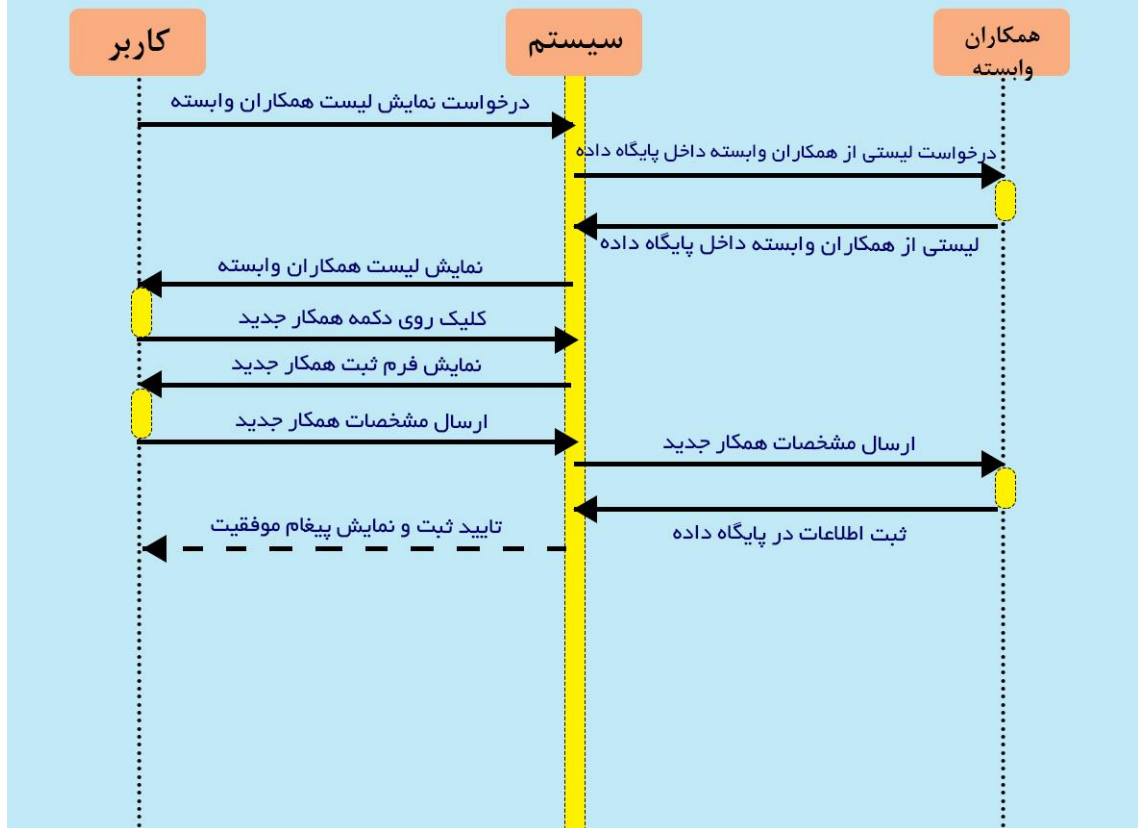 کاربر
سیستم
همکاران
وابسته
درخواست نمایش لیست همکاران وابسته
درخواست لیستی از همکاران وابسته داخل پایگاه داده
لیستی از همکاران وابسته داخل پایگاه داده
نمایش لیست همکاران وابسته
کلیک روی دکمه همکار جدید
نمایش فرم ثبت همکار جدید
ارسال مشخصات همکار جدید
ارسال مشخصات همکار جدید
ثبت اطلاعات در پایگاه داده
تایید ثبت و نمایش پیغام موفقیت